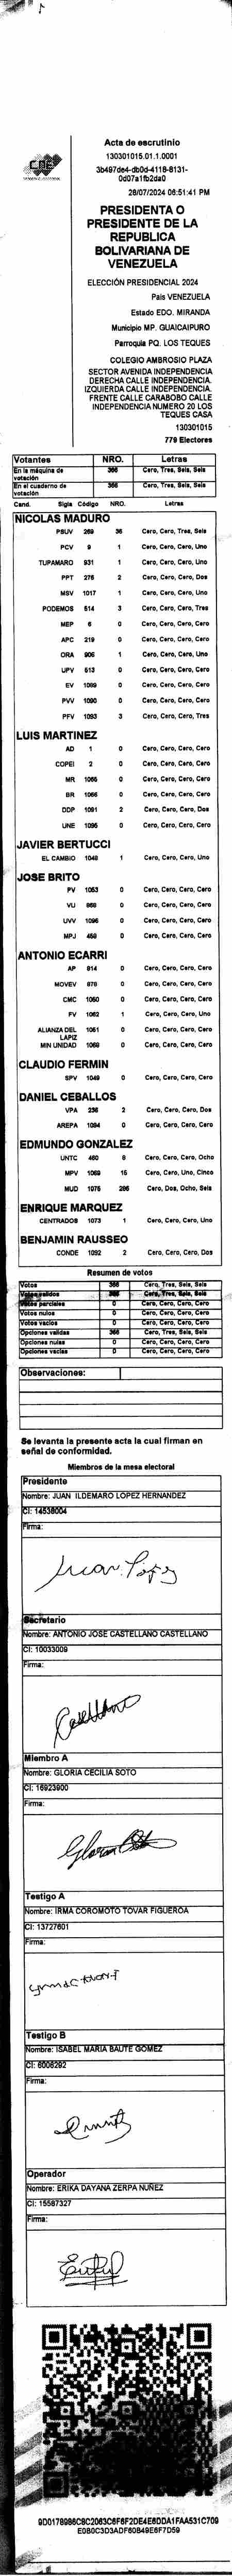 CNE
Acta de escrutinio
130301015.01.1.0001
3b497de4-db0d-4118-8131-
0d07a1fb2da0
28/07/2024 06:51:41 PM
PRESIDENTA O
PRESIDENTE DE LA
REPUBLICA
BOLIVARIANA DE
VENEZUELA
ELECCIÓN PRESIDENCIAL 2024
País VENEZUELA
Estado EDO. MIRANDA
Municipio MP. GUAICAIPURO
Parroquia PQ. LOS TEQUES
COLEGIO AMBROSIO PLAZA
SECTOR AVENIDA INDEPENDENCIA
DERECHA CALLE INDEPENDENCIA.
IZQUIERDA CALLE INDEPENDENCIA.
FRENTE CALLE CARABOBO CALLE
INDEPENDENCIA NUMERO 20 LOS
TEQUES CASA
130301015
779 Electores
Votantes NRO. Letras
En la máquina de votación 366 Cero, Tres, Seis, Seis
En el cuaderno de votación 366 Cero, Tres, Seis, Seis
Cand. Sigla Código NRO. Letras
NICOLAS MADURO
PSUV 269 36 Cero, Cero, Tres, Seis
PCV 9 1 Cero, Cero, Cero, Uno
TUPAMARO 931 1 Cero, Cero, Cero, Uno
PPT 276 2 Cero, Cero, Cero, Dos
MSV 1017 1 Cero, Cero, Cero, Uno
PODEMOS 514 3 Cero, Cero, Cero, Tres
MEP 6 0 Cero, Cero, Cero, Cero
APC 219 0 Cero, Cero, Cero, Cero
ORA 906 1 Cero, Cero, Cero, Uno
UPV 513 0 Cero, Cero, Cero, Cero
EV 1089 0 Cero, Cero, Cero, Cero
PVV 1090 0 Cero, Cero, Cero, Cero
PFV 1093 3 Cero, Cero, Cero, Tres
LUIS MARTINEZ
AD 1 0 Cero, Cero, Cero, Cero
COPEI 2 0 Cero, Cero, Cero, Cero
MR 1065 0 Cero, Cero, Cero, Cero
BR 1066 0 Cero, Cero, Cero, Cero
DDP 1091 2 Cero, Cero, Cero, Dos
UNE 1095 0 Cero, Cero, Cero, Cero
JAVIER BERTUCCI
EL CAMBIO 1048 1 Cero, Cero, Cero, Uno
JOSE BRITO
PV 1053 0 Cero, Cero, Cero, Cero
VU 868 0 Cero, Cero, Cero, Cero
UVV 1096 0 Cero, Cero, Cero, Cero
MPJ 458 0 Cero, Cero, Cero, Cero
ANTONIO ECARRI
AP 914 0 Cero, Cero, Cero, Cero
MOVEV 878 0 Cero, Cero, Cero, Cero
CMC 1060 0 Cero, Cero, Cero, Cero
FV 1062 1 Cero, Cero, Cero, Uno
ALIANZA DEL LAPIZ 1061 0 Cero, Cero, Cero, Cero
MIN UNIDAD 1069 0 Cero, Cero, Cero, Cero
CLAUDIO FERMIN
SPV 1049 0 Cero, Cero, Cero, Cero
DANIEL CEBALLOS
VPA 236 2 Cero, Cero, Cero, Dos
AREPA 1094 0 Cero, Cero, Cero, Cero
EDMUNDO GONZALEZ
UNTC 460 8 Cero, Cero, Cero, Ocho
MPV 1068 15 Cero, Cero, Uno, Cinco
MUD 1075 286 Cero, Dos, Ocho, Seis
ENRIQUE MARQUEZ
CENTRADOS 1073 1 Cero, Cero, Cero, Uno
BENJAMIN RAUSSEO
CONDE 1092 2 Cero, Cero, Cero, Dos
Resumen de votos
Votos 366 Cero, Tres, Seis, Seis
Votos validos 365 Cero, Tres, Seis, Seis
Votos parciales 0 Cero, Cero, Cero, Cero
Votos nulos 0 Cero, Cero, Cero, Cero
Votos vacios 0 Cero, Cero, Cero, Cero
Opciones validas 366 Cero, Tres, Seis, Seis
Opciones nulas 0 Cero, Cero, Cero, Cero
Opciones vacias 0 Cero, Cero, Cero, Cero
Observaciones:
Se levanta la presente acta la cual firman en
señal de conformidad.
Miembros de la mesa electoral
Presidente
Nombre: JUAN ILDEMARO LOPEZ HERNANDEZ
CI: 14538004
Firma:
Juan López
Secretario
Nombre: ANTONIO JOSE CASTELLANO CASTELLANO
CI: 10033009
Firma:
Castellano
Miembro A
Nombre: GLORIA CECILIA SOTO
CI: 16923900
Firma:
Testigo A
Nombre: IRMA COROMOTO TOVAR FIGUEROA
CI: 13727601
Firma:
Testigo B
Nombre: ISABEL MARIA BAUTE GOMEZ
CI: 6006292
Firma:
Operador
Nombre: ERIKA DAYANA ZERPA NUÑEZ
CI: 15587327
Firma:
9D0178986C8C2063C6F6F2DE4E6DDA1FAA531C709
E0B0C3D3ADF60B49E6F7D59